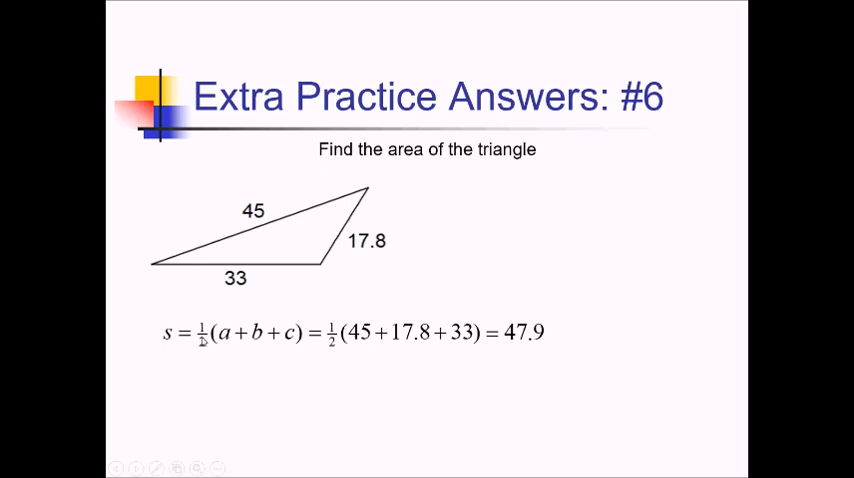 Extra Practice Answers: #6
Find the area of the triangle
45
17.8
33
s = ½(a + b + c) = ½(45 + 17.8 + 33) = 47.9